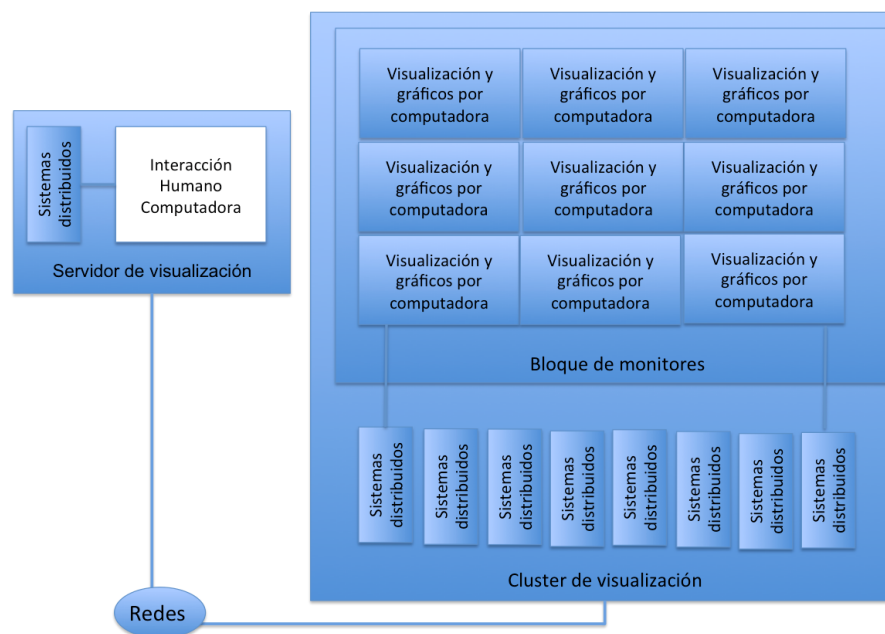 Sistemas
distribuidos
Interacción
Humano
Computadora
Servidor de visualización
Visualización y
gráficos por
computadora
Visualización y
gráficos por
computadora
Visualización y
gráficos por
computadora
Visualización y
gráficos por
computadora
Visualización y
gráficos por
computadora
Visualización y
gráficos por
computadora
Visualización y
gráficos por
computadora
Visualización y
gráficos por
computadora
Visualización y
gráficos por
computadora
Bloque de monitores
Sistemas
distribuidos
Sistemas
distribuidos
Sistemas
distribuidos
Sistemas
distribuidos
Sistemas
distribuidos
Sistemas
distribuidos
Sistemas
distribuidos
Sistemas
distribuidos
Cluster de visualización
Redes